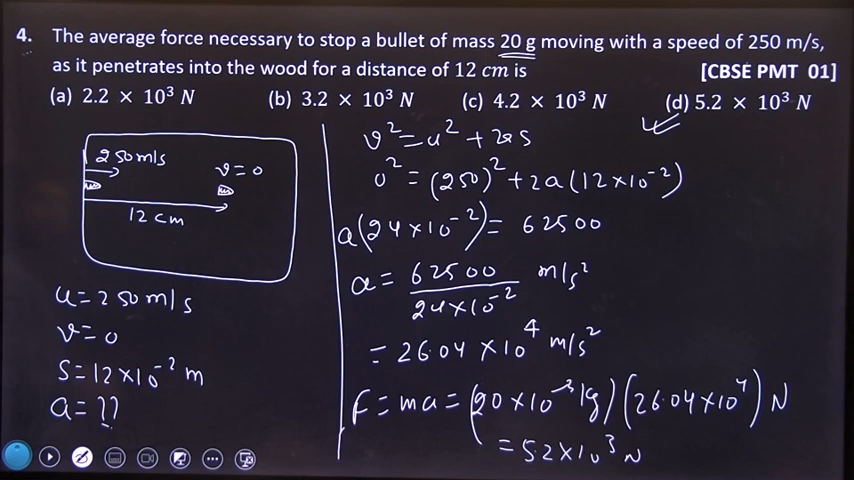 4. The average force necessary to stop a bullet of mass 20 g moving with a speed of 250 m/s,
as it penetrates into the wood for a distance of 12 cm is [CBSE PMT 01]
(a) 2.2 × 10³ N (b) 3.2 × 10³ N (c) 4.2 × 10³ N (d) 5.2 × 10³ N
250 m/s v = 0
12 cm
u = 250 m/s
v = 0
S = 12 × 10⁻² m
a = ??
v² = u² + 2as
0² = (250)² + 2a(12 × 10⁻²)
a(24 × 10⁻²) = 62500
a = 62500 / 24 × 10⁻² m/s²
= 26.04 × 10⁴ m/s²
F = ma = (20 × 10⁻³ kg)(26.04 × 10⁴) N
= 5.2 × 10³ N